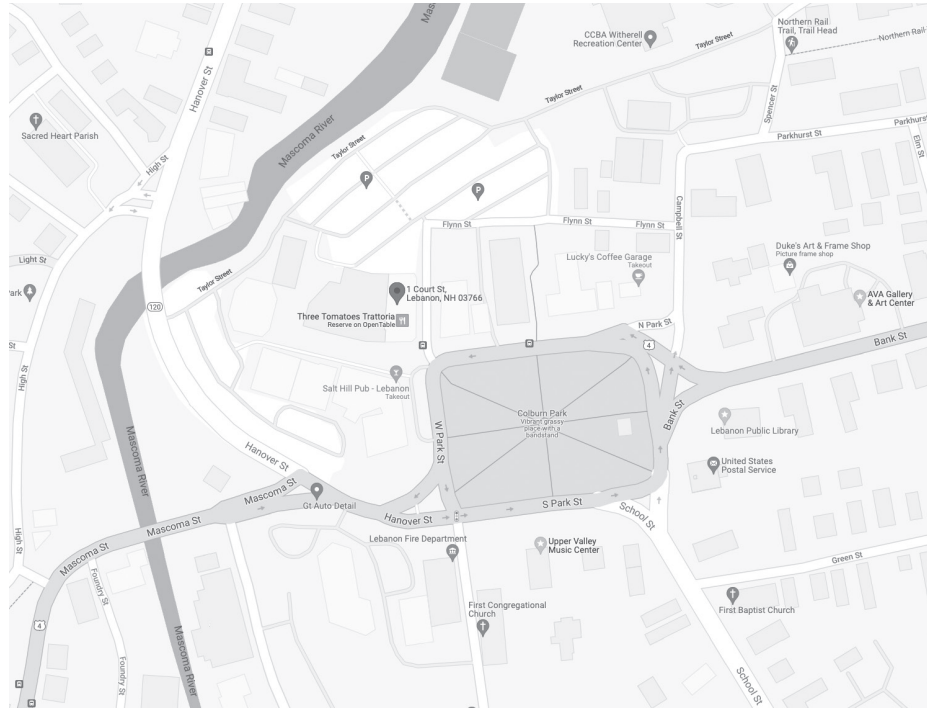 CCBA Witherell
Recreation Center
Northern Rail
Trail, Trail Head
Northern Rail
Taylor Street
Hanover St
Spencer St
Taylor Street
Sacred Heart Parish
Mascoma River
Parkhurst St
Parkhurst
Elm St
Taylor Street
High St
P
P
Campbell St
Flynn St
Flynn St
Flynn St
Duke's Art & Frame Shop
Picture frame shop
Light St
Lucky's Coffee Garage
Takeout
Taylor Street
Park
1 Court St,
Lebanon, NH 03766
AVA Gallery
& Art Center
120
Three Tomatoes Trattoria
Reserve on OpenTable
N Park St
4
Bank St
St
High St
Salt Hill Pub - Lebanon
Takeout
Colburn Park
Vibrant grassy
place with a
bandstand
Bank St
W Park St
Lebanon Public Library
Mascoma River
Hanover St
United States
Postal Service
Mascoma St
Gt Auto Detail
S Park St
Hanover St
School St
Mascoma St
High St
Lebanon Fire Department
Upper Valley
Music Center
Mascoma St
Green St
Foundry St
First Congregational
Church
First Baptist Church
4
Mascoma River
Foundry St
School St